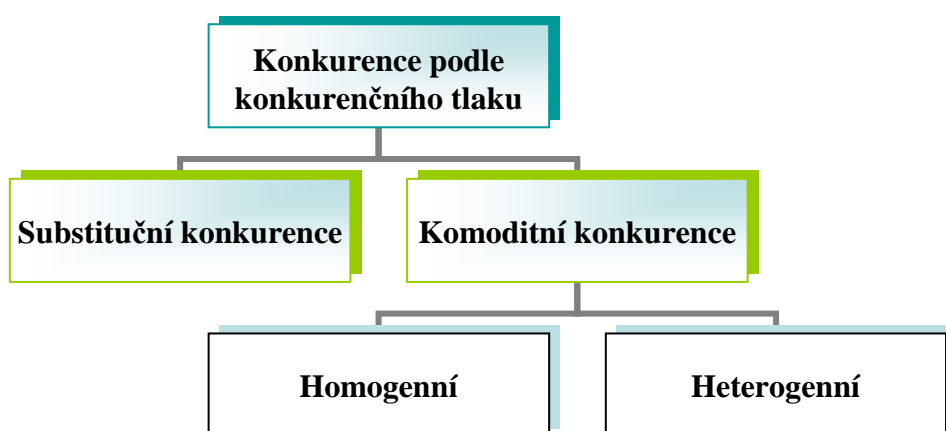 Konkurence podle
konkurenčního tlaku
Substituční konkurence
Komoditní konkurence
Homogenní
Heterogenní